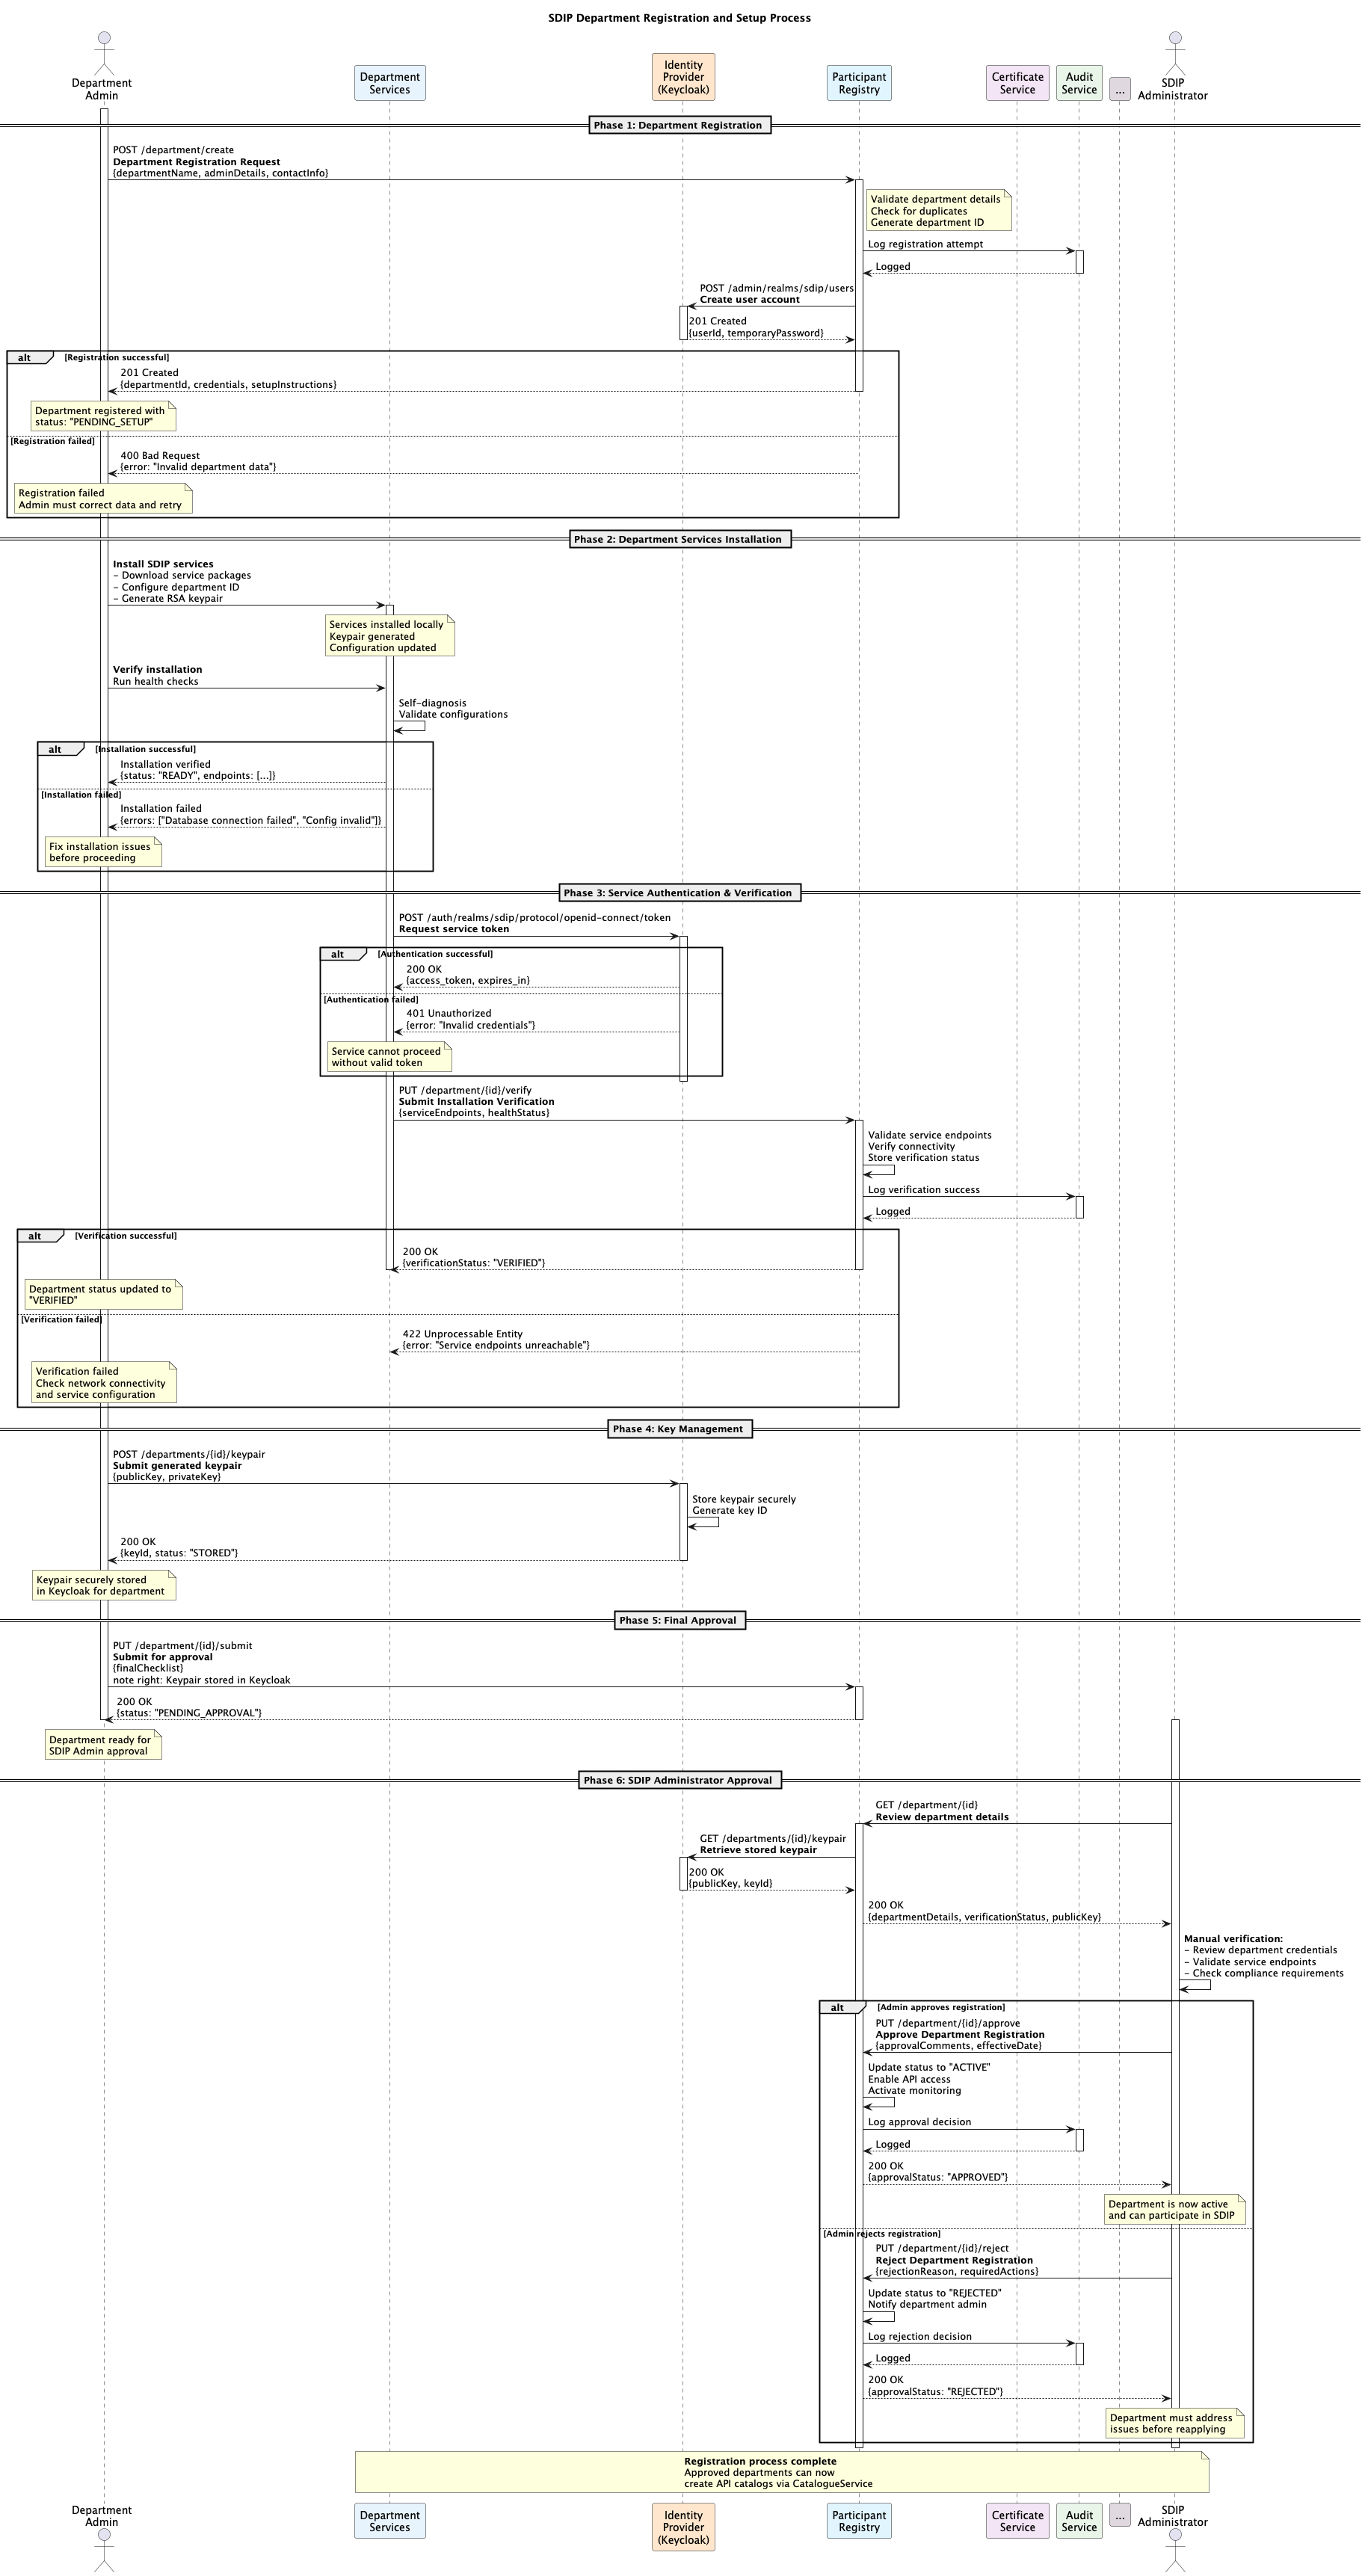 SDIP Department Registration and Setup Process
Department
Admin
Department
Services
Identity
Provider
(Keycloak)
Participant
Registry
Certificate
Service
Audit
Service
...
SDIP
Administrator
Phase 1: Department Registration
POST /department/create
Department Registration Request
{departmentName, adminDetails, contactInfo}
Validate department details
Check for duplicates
Generate department ID
Log registration attempt
Logged
POST /admin/realms/sdip/users
Create user account
201 Created
{userId, temporaryPassword}
alt
[Registration successful]
201 Created
{departmentId, credentials, setupInstructions}
Department registered with
status: "PENDING_SETUP"
[Registration failed]
400 Bad Request
{error: "Invalid department data"}
Registration failed
Admin must correct data and retry
Phase 2: Department Services Installation
Install SDIP services
- Download service packages
- Configure department ID
- Generate RSA keypair
Services installed locally
Keypair generated
Configuration updated
Verify installation
Run health checks
Self-diagnosis
Validate configurations
alt
[Installation successful]
Installation verified
{status: "READY", endpoints: [...]}
[Installation failed]
Installation failed
{errors: ["Database connection failed", "Config invalid"]}
Fix installation issues
before proceeding
Phase 3: Service Authentication & Verification
POST /auth/realms/sdip/protocol/openid-connect/token
Request service token
alt
[Authentication successful]
200 OK
{access_token, expires_in}
[Authentication failed]
401 Unauthorized
{error: "Invalid credentials"}
Service cannot proceed
without valid token
PUT /department/{id}/verify
Submit Installation Verification
{serviceEndpoints, healthStatus}
Validate service endpoints
Verify connectivity
Store verification status
Log verification success
Logged
alt
[Verification successful]
200 OK
{verificationStatus: "VERIFIED"}
Department status updated to
"VERIFIED"
[Verification failed]
422 Unprocessable Entity
{error: "Service endpoints unreachable"}
Verification failed
Check network connectivity
and service configuration
Phase 4: Key Management
POST /departments/{id}/keypair
Submit generated keypair
{publicKey, privateKey}
Store keypair securely
Generate key ID
200 OK
{keyId, status: "STORED"}
Keypair securely stored
in Keycloak for department
Phase 5: Final Approval
PUT /department/{id}/submit
Submit for approval
{finalChecklist}
note right: Keypair stored in Keycloak
200 OK
{status: "PENDING_APPROVAL"}
Department ready for
SDIP Admin approval
Phase 6: SDIP Administrator Approval
GET /department/{id}
Review department details
GET /departments/{id}/keypair
Retrieve stored keypair
200 OK
{publicKey, keyId}
200 OK
{departmentDetails, verificationStatus, publicKey}
Manual verification:
- Review department credentials
- Validate service endpoints
- Check compliance requirements
alt
[Admin approves registration]
PUT /department/{id}/approve
Approve Department Registration
{approvalComments, effectiveDate}
Update status to "ACTIVE"
Enable API access
Activate monitoring
Log approval decision
Logged
200 OK
{approvalStatus: "APPROVED"}
Department is now active
and can participate in SDIP
[Admin rejects registration]
PUT /department/{id}/reject
Reject Department Registration
{rejectionReason, requiredActions}
Update status to "REJECTED"
Notify department admin
Log rejection decision
Logged
200 OK
{approvalStatus: "REJECTED"}
Department must address
issues before reapplying
Registration process complete
Approved departments can now
create API catalogs via CatalogueService
Department
Admin
Department
Services
Identity
Provider
(Keycloak)
Participant
Registry
Certificate
Service
Audit
Service
...
SDIP
Administrator